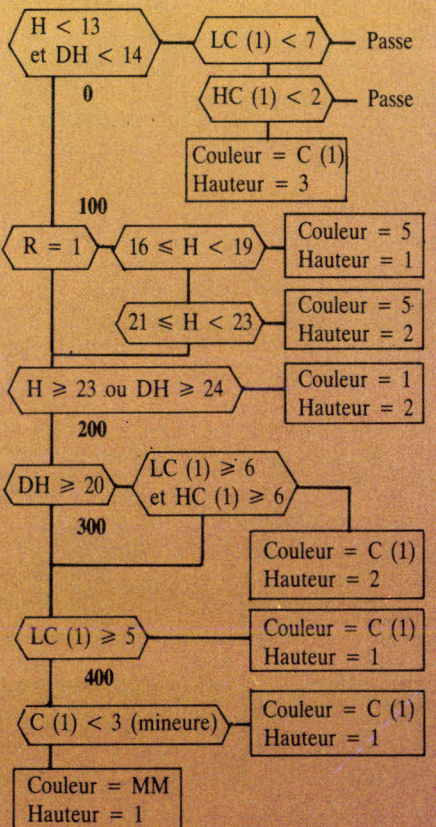 H < 13
et DH < 14
LC (1) < 7
Passe
0
HC (1) < 2
Passe
Couleur = C (1)
Hauteur = 3
100
R = 1
16 ≤ H < 19
Couleur = 5
Hauteur = 1
21 ≤ H < 23
Couleur = 5
Hauteur = 2
H ≥ 23 ou DH ≥ 24
Couleur = 1
Hauteur = 2
200
DH ≥ 20
LC (1) ≥ 6
et HC (1) ≥ 6
300
Couleur = C (1)
Hauteur = 2
LC (1) ≥ 5
Couleur = C (1)
Hauteur = 1
400
C (1) < 3 (mineure)
Couleur = C (1)
Hauteur = 1
Couleur = MM
Hauteur = 1